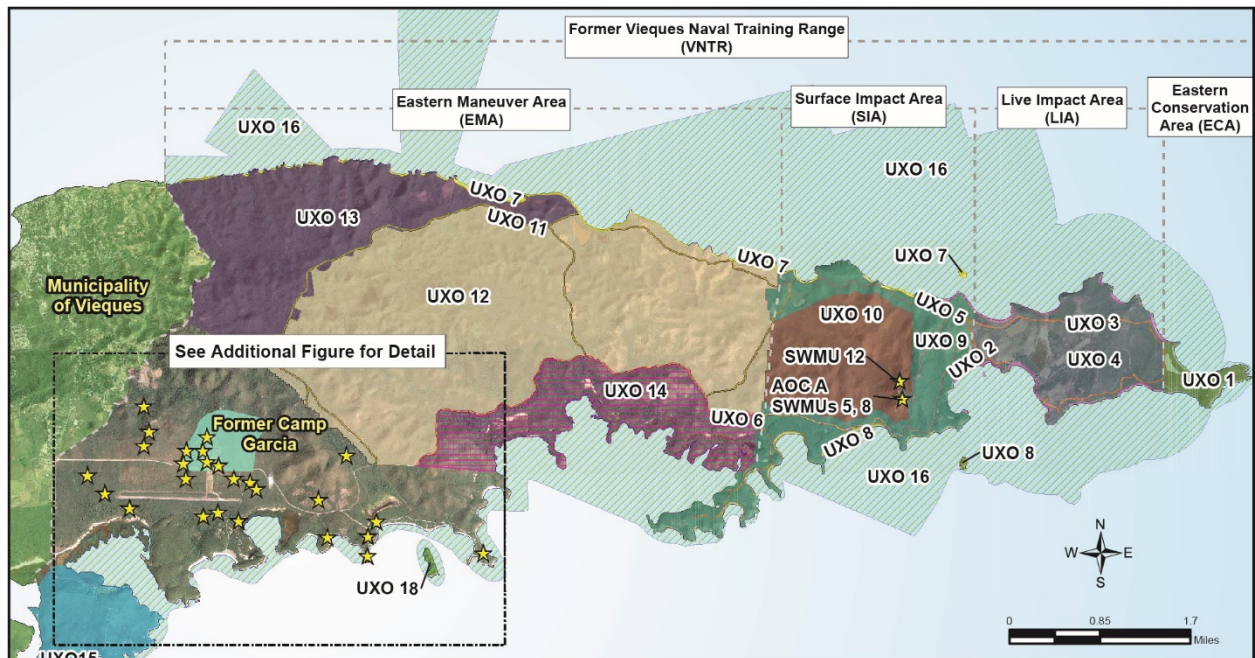 Former Vieques Naval Training Range
(VNTR)
Eastern Maneuver Area
(EMA)
Surface Impact Area
(SIA)
Live Impact Area
(LIA)
Eastern
Conservation
Area (ECA)
UXO 16
UXO 16
UXO 7
UXO 13
UXO 11
UXO 7
UXO 7
Municipality
of Vieques
UXO 12
UXO 10
UXO 5
UXO 3
UXO 9
UXO 2
UXO 4
See Additional Figure for Detail
SWMU 12
AOC A
SWMUs 5, 8
UXO 1
UXO 14
UXO 6
UXO 8
Former Camp
Garcia
UXO 8
UXO 16
UXO 18
N
W
E
S
0
0.85
1.7
Miles
UXO15